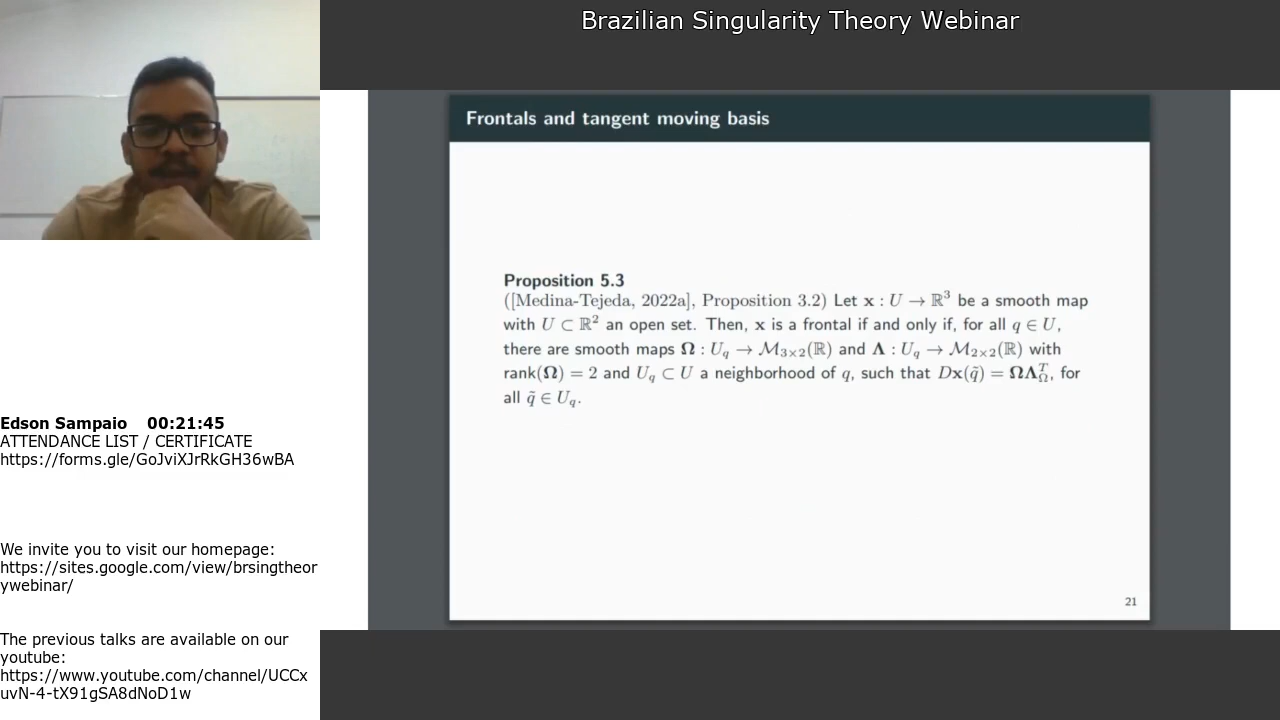 Brazilian Singularity Theory Webinar
Frontals and tangent moving basis
Proposition 5.3
([Medina-Tejeda, 2022a], Proposition 3.2) Let x : U → ℝ³ be a smooth map
with U ⊂ ℝ² an open set. Then, x is a frontal if and only if, for all q ∈ U,
there are smooth maps Ω : U_q → ℳ_{3×2}(ℝ) and Λ : U_q → ℳ_{2×2}(ℝ) with
rank(Ω) = 2 and U_q ⊂ U a neighborhood of q, such that Dx(q̃) = ΩΛ_Ω^T, for
all q̃ ∈ U_q.
21
Edson Sampaio 00:21:45
ATTENDANCE LIST / CERTIFICATE
https://forms.gle/GoJviXJrRkGH36wBA
We invite you to visit our homepage:
https://sites.google.com/view/brsingtheor
ywebinar/
The previous talks are available on our
youtube:
https://www.youtube.com/channel/UCCx
uvN-4-tX91gSA8dNoD1w